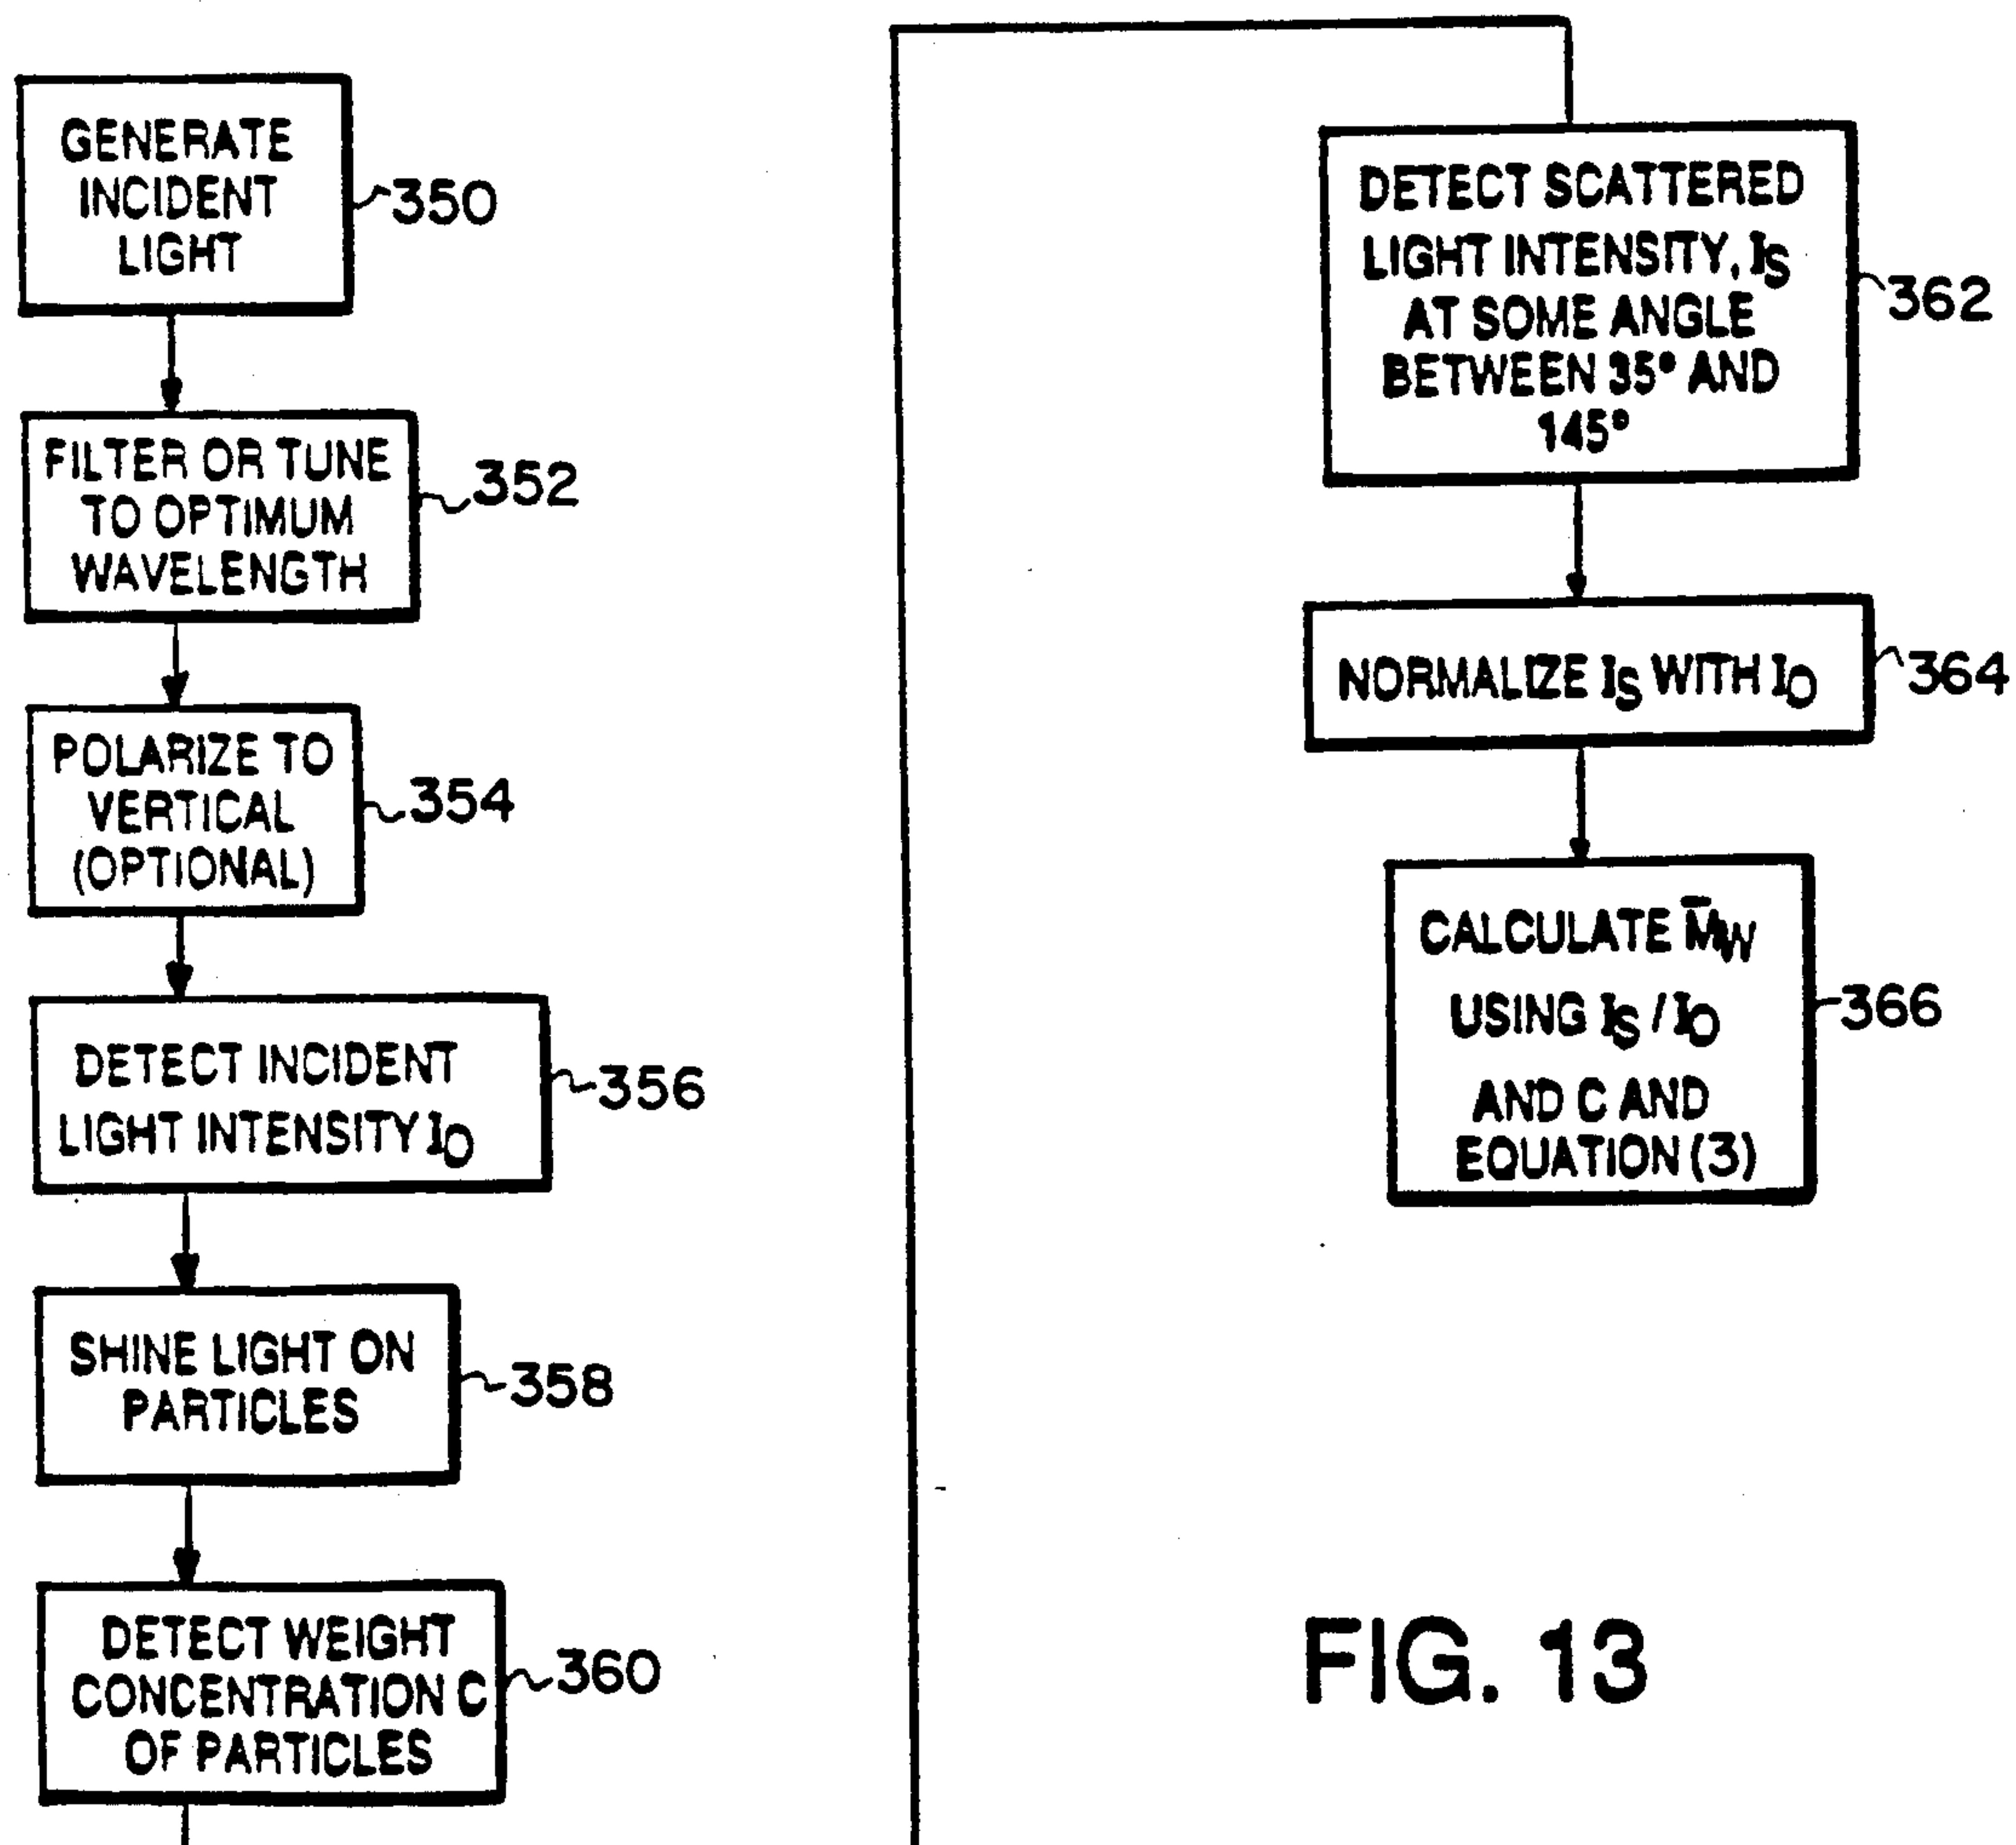 GENERATE
INCIDENT
LIGHT
350
FILTER OR TUNE
TO OPTIMUM
WAVELENGTH
352
POLARIZE TO
VERTICAL
(OPTIONAL)
354
DETECT INCIDENT
LIGHT INTENSITY IO
356
SHINE LIGHT ON
PARTICLES
358
DETECT WEIGHT
CONCENTRATION C
OF PARTICLES
360
DETECT SCATTERED
LIGHT INTENSITY, IS
AT SOME ANGLE
BETWEEN 35° AND
145°
362
NORMALIZE IS WITH IO
364
CALCULATE M̄W
USING IS / IO
AND C AND
EQUATION (3)
366
FIG. 13